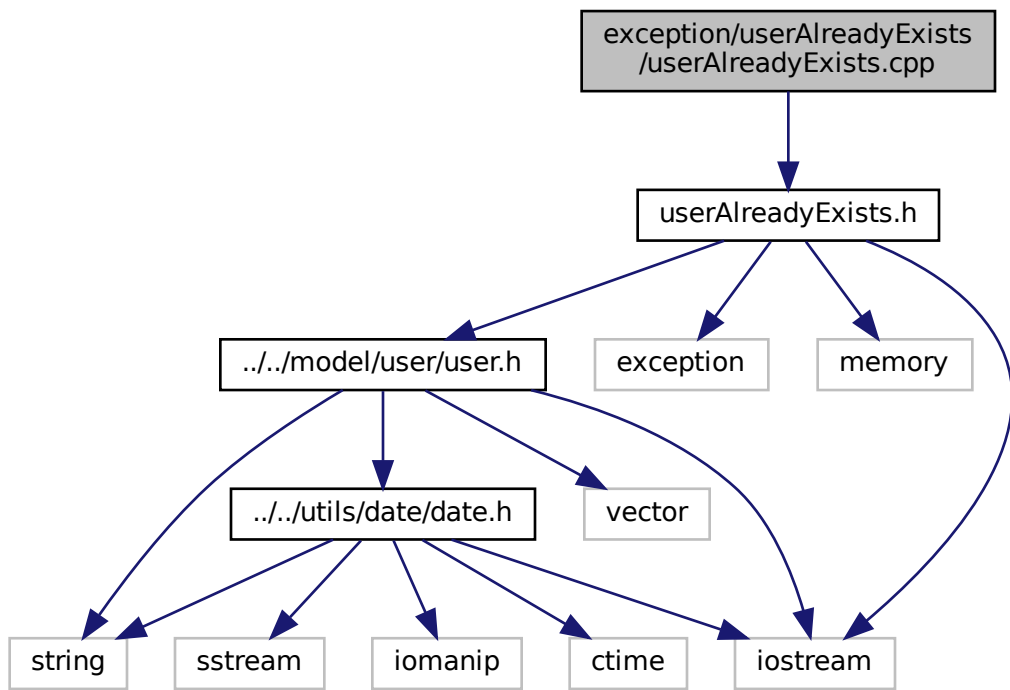 exception/userAlreadyExists
/userAlreadyExists.cpp
userAlreadyExists.h
../../model/user/user.h
exception
memory
../../utils/date/date.h
vector
string
sstream
iomanip
ctime
iostream